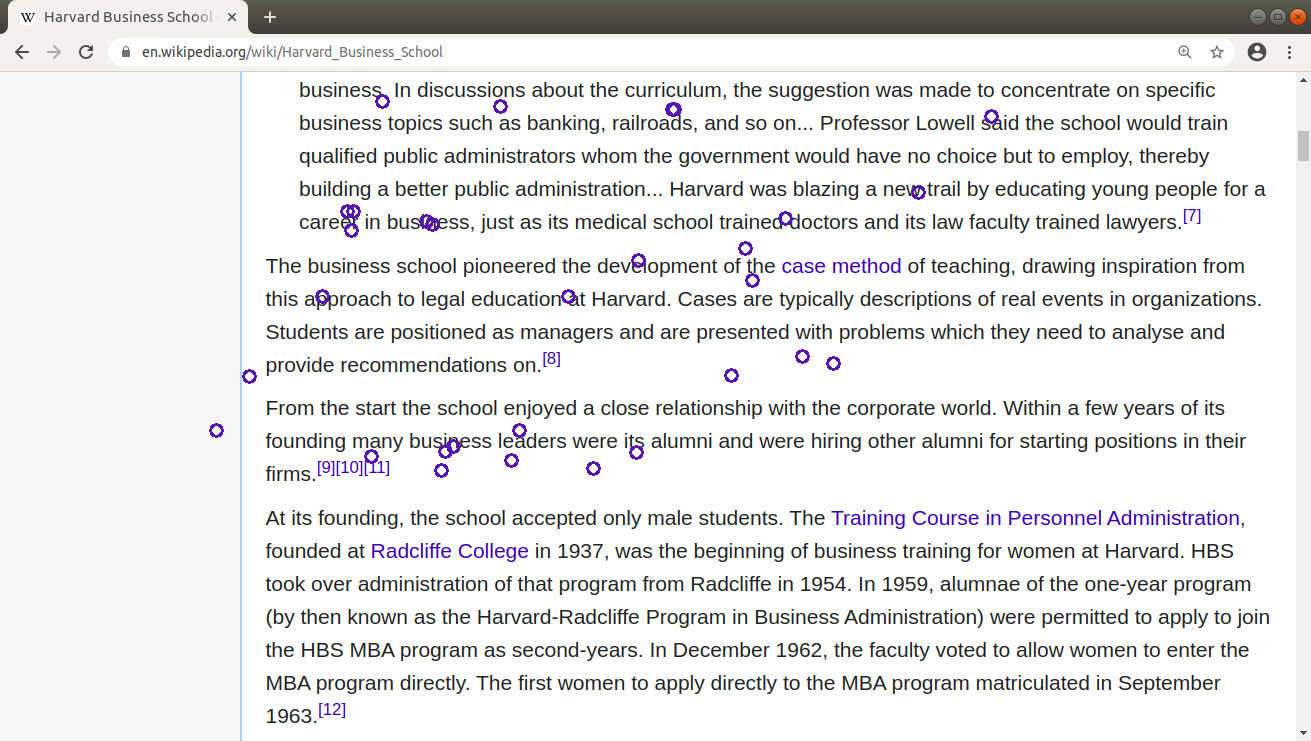 Harvard Business School
en.wikipedia.org/wiki/Harvard_Business_School
business. In discussions about the curriculum, the suggestion was made to concentrate on specific
business topics such as banking, railroads, and so on... Professor Lowell said the school would train
qualified public administrators whom the government would have no choice but to employ, thereby
building a better public administration... Harvard was blazing a new trail by educating young people for a
career in business, just as its medical school trained doctors and its law faculty trained lawyers.[7]
The business school pioneered the development of the case method of teaching, drawing inspiration from
this approach to legal education at Harvard. Cases are typically descriptions of real events in organizations.
Students are positioned as managers and are presented with problems which they need to analyse and
provide recommendations on.[8]
From the start the school enjoyed a close relationship with the corporate world. Within a few years of its
founding many business leaders were its alumni and were hiring other alumni for starting positions in their
firms.[9][10][11]
At its founding, the school accepted only male students. The Training Course in Personnel Administration,
founded at Radcliffe College in 1937, was the beginning of business training for women at Harvard. HBS
took over administration of that program from Radcliffe in 1954. In 1959, alumnae of the one-year program
(by then known as the Harvard-Radcliffe Program in Business Administration) were permitted to apply to join
the HBS MBA program as second-years. In December 1962, the faculty voted to allow women to enter the
MBA program directly. The first women to apply directly to the MBA program matriculated in September
1963.[12]